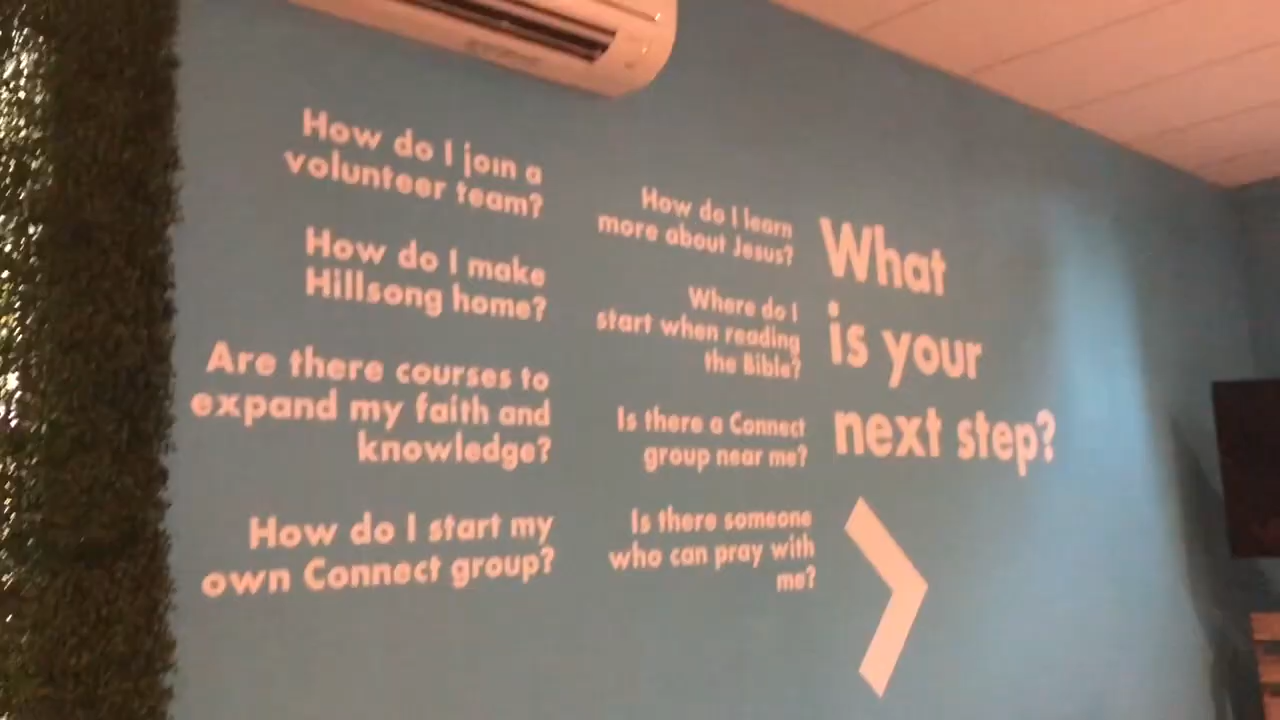 How do I join a
volunteer team?
How do I make
Hillsong home?
Are there courses to
expand my faith and
knowledge?
How do I start my
own Connect group?
How do I learn
more about Jesus?
Where do I
start when reading
the Bible?
Is there a Connect
group near me?
Is there someone
who can pray with
me?
What
is your
next step?